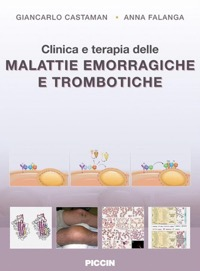 GIANCARLO CASTAMAN • ANNA FALANGA
Clinica e terapia delle
MALATTIE EMORRAGICHE
E TROMBOTICHE
PICCIN